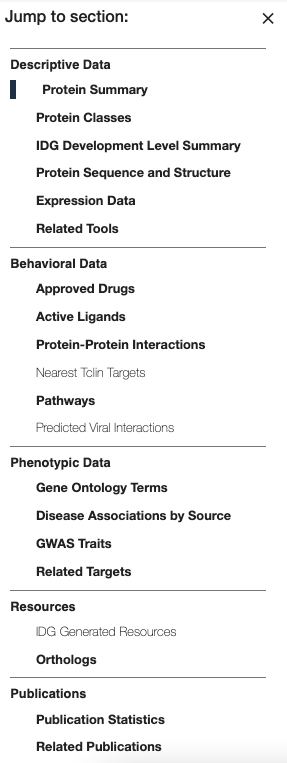 Jump to section:
Descriptive Data
Protein Summary
Protein Classes
IDG Development Level Summary
Protein Sequence and Structure
Expression Data
Related Tools
Behavioral Data
Approved Drugs
Active Ligands
Protein-Protein Interactions
Nearest Tclin Targets
Pathways
Predicted Viral Interactions
Phenotypic Data
Gene Ontology Terms
Disease Associations by Source
GWAS Traits
Related Targets
Resources
IDG Generated Resources
Orthologs
Publications
Publication Statistics
Related Publications